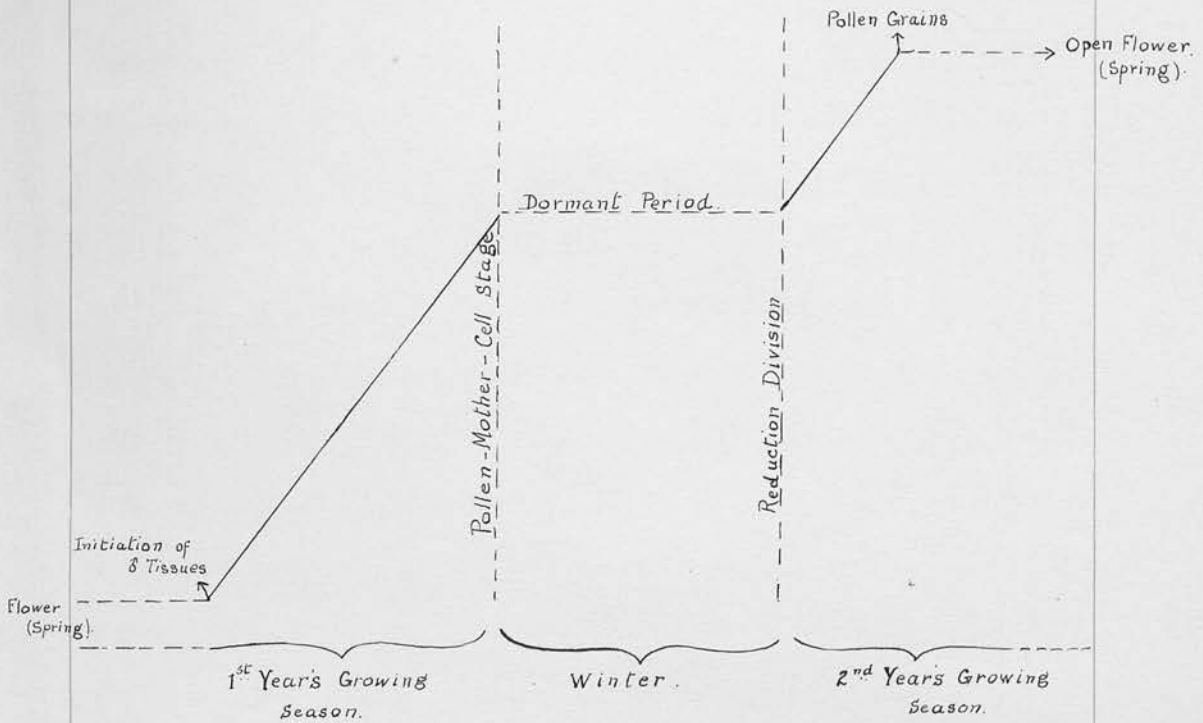 Pollen Grains
Open Flower.
(Spring).
Dormant Period.
Pollen-Mother-Cell Stage
Reduction Division
Initiation of
♂ Tissues
Flower
(Spring).
1st Year's Growing
Season.
Winter.
2nd Year's Growing
Season.